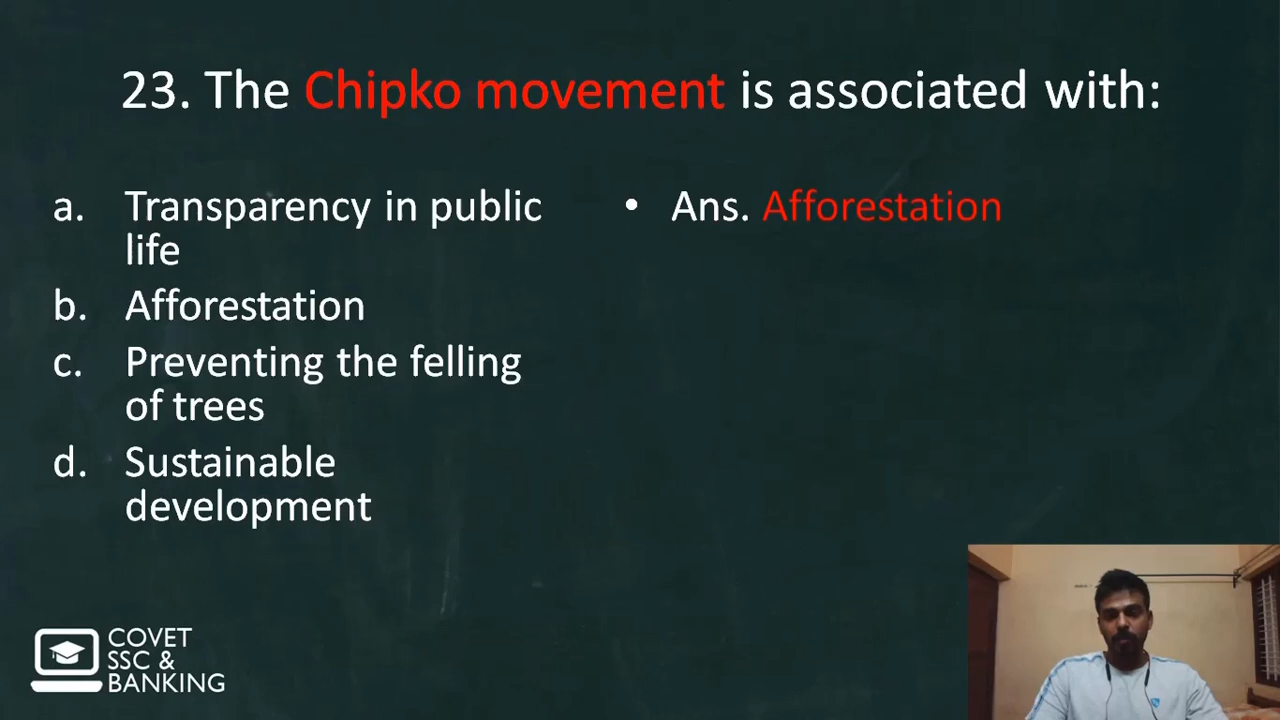 23. The Chipko movement is associated with:
a. Transparency in public
life
b. Afforestation
c. Preventing the felling
of trees
d. Sustainable
development
• Ans. Afforestation
COVET
SSC &
BANKING